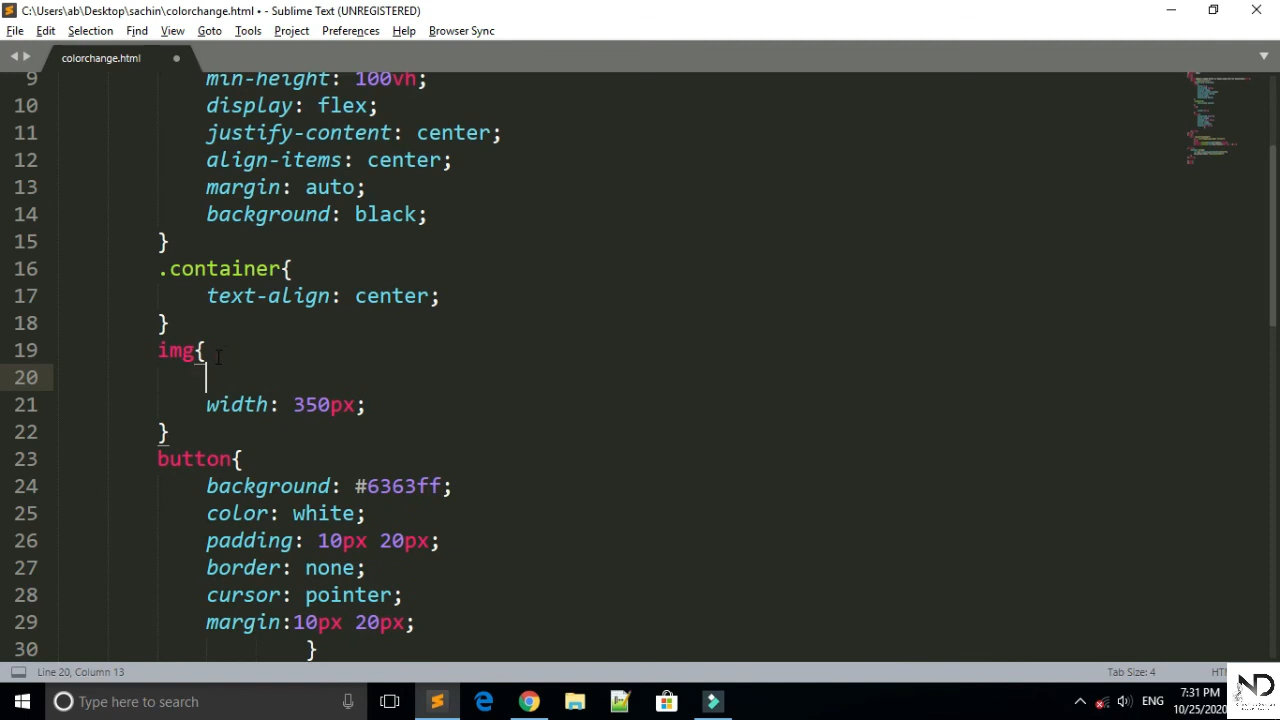 C:\Users\ab\Desktop\sachin\colorchange.html • - Sublime Text (UNREGISTERED)
File Edit Selection Find View Goto Tools Project Preferences Help Browser Sync
colorchange.html
9 min-height: 100vh;
10 display: flex;
11 justify-content: center;
12 align-items: center;
13 margin: auto;
14 background: black;
15 }
16 .container{
17 text-align: center;
18 }
19 img{
20
21 width: 350px;
22 }
23 button{
24 background: #6363ff;
25 color: white;
26 padding: 10px 20px;
27 border: none;
28 cursor: pointer;
29 margin:10px 20px;
30 }
Line 20, Column 13 Tab Size: 4 HT
Type here to search ENG 7:31 PM
10/25/2020
ND